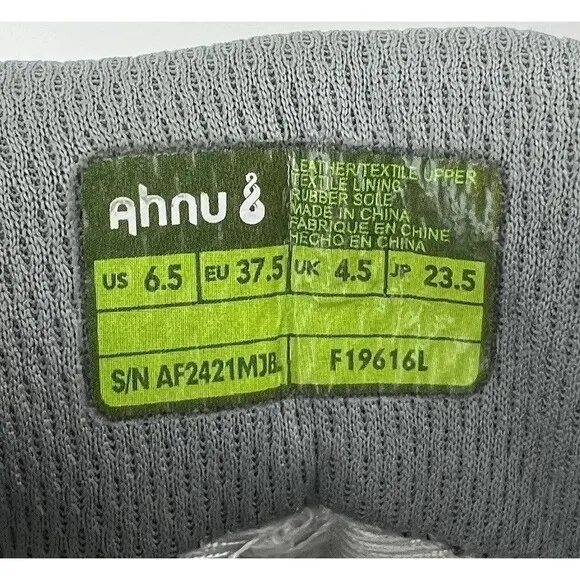 Ahnu
LEATHER/TEXTILE UPPER
TEXTILE LINING
RUBBER SOLE
MADE IN CHINA
FABRIQUE EN CHINE
HECHO EN CHINA
US 6.5 EU 37.5 UK 4.5 JP 23.5
S/N AF2421MJBL F19616L